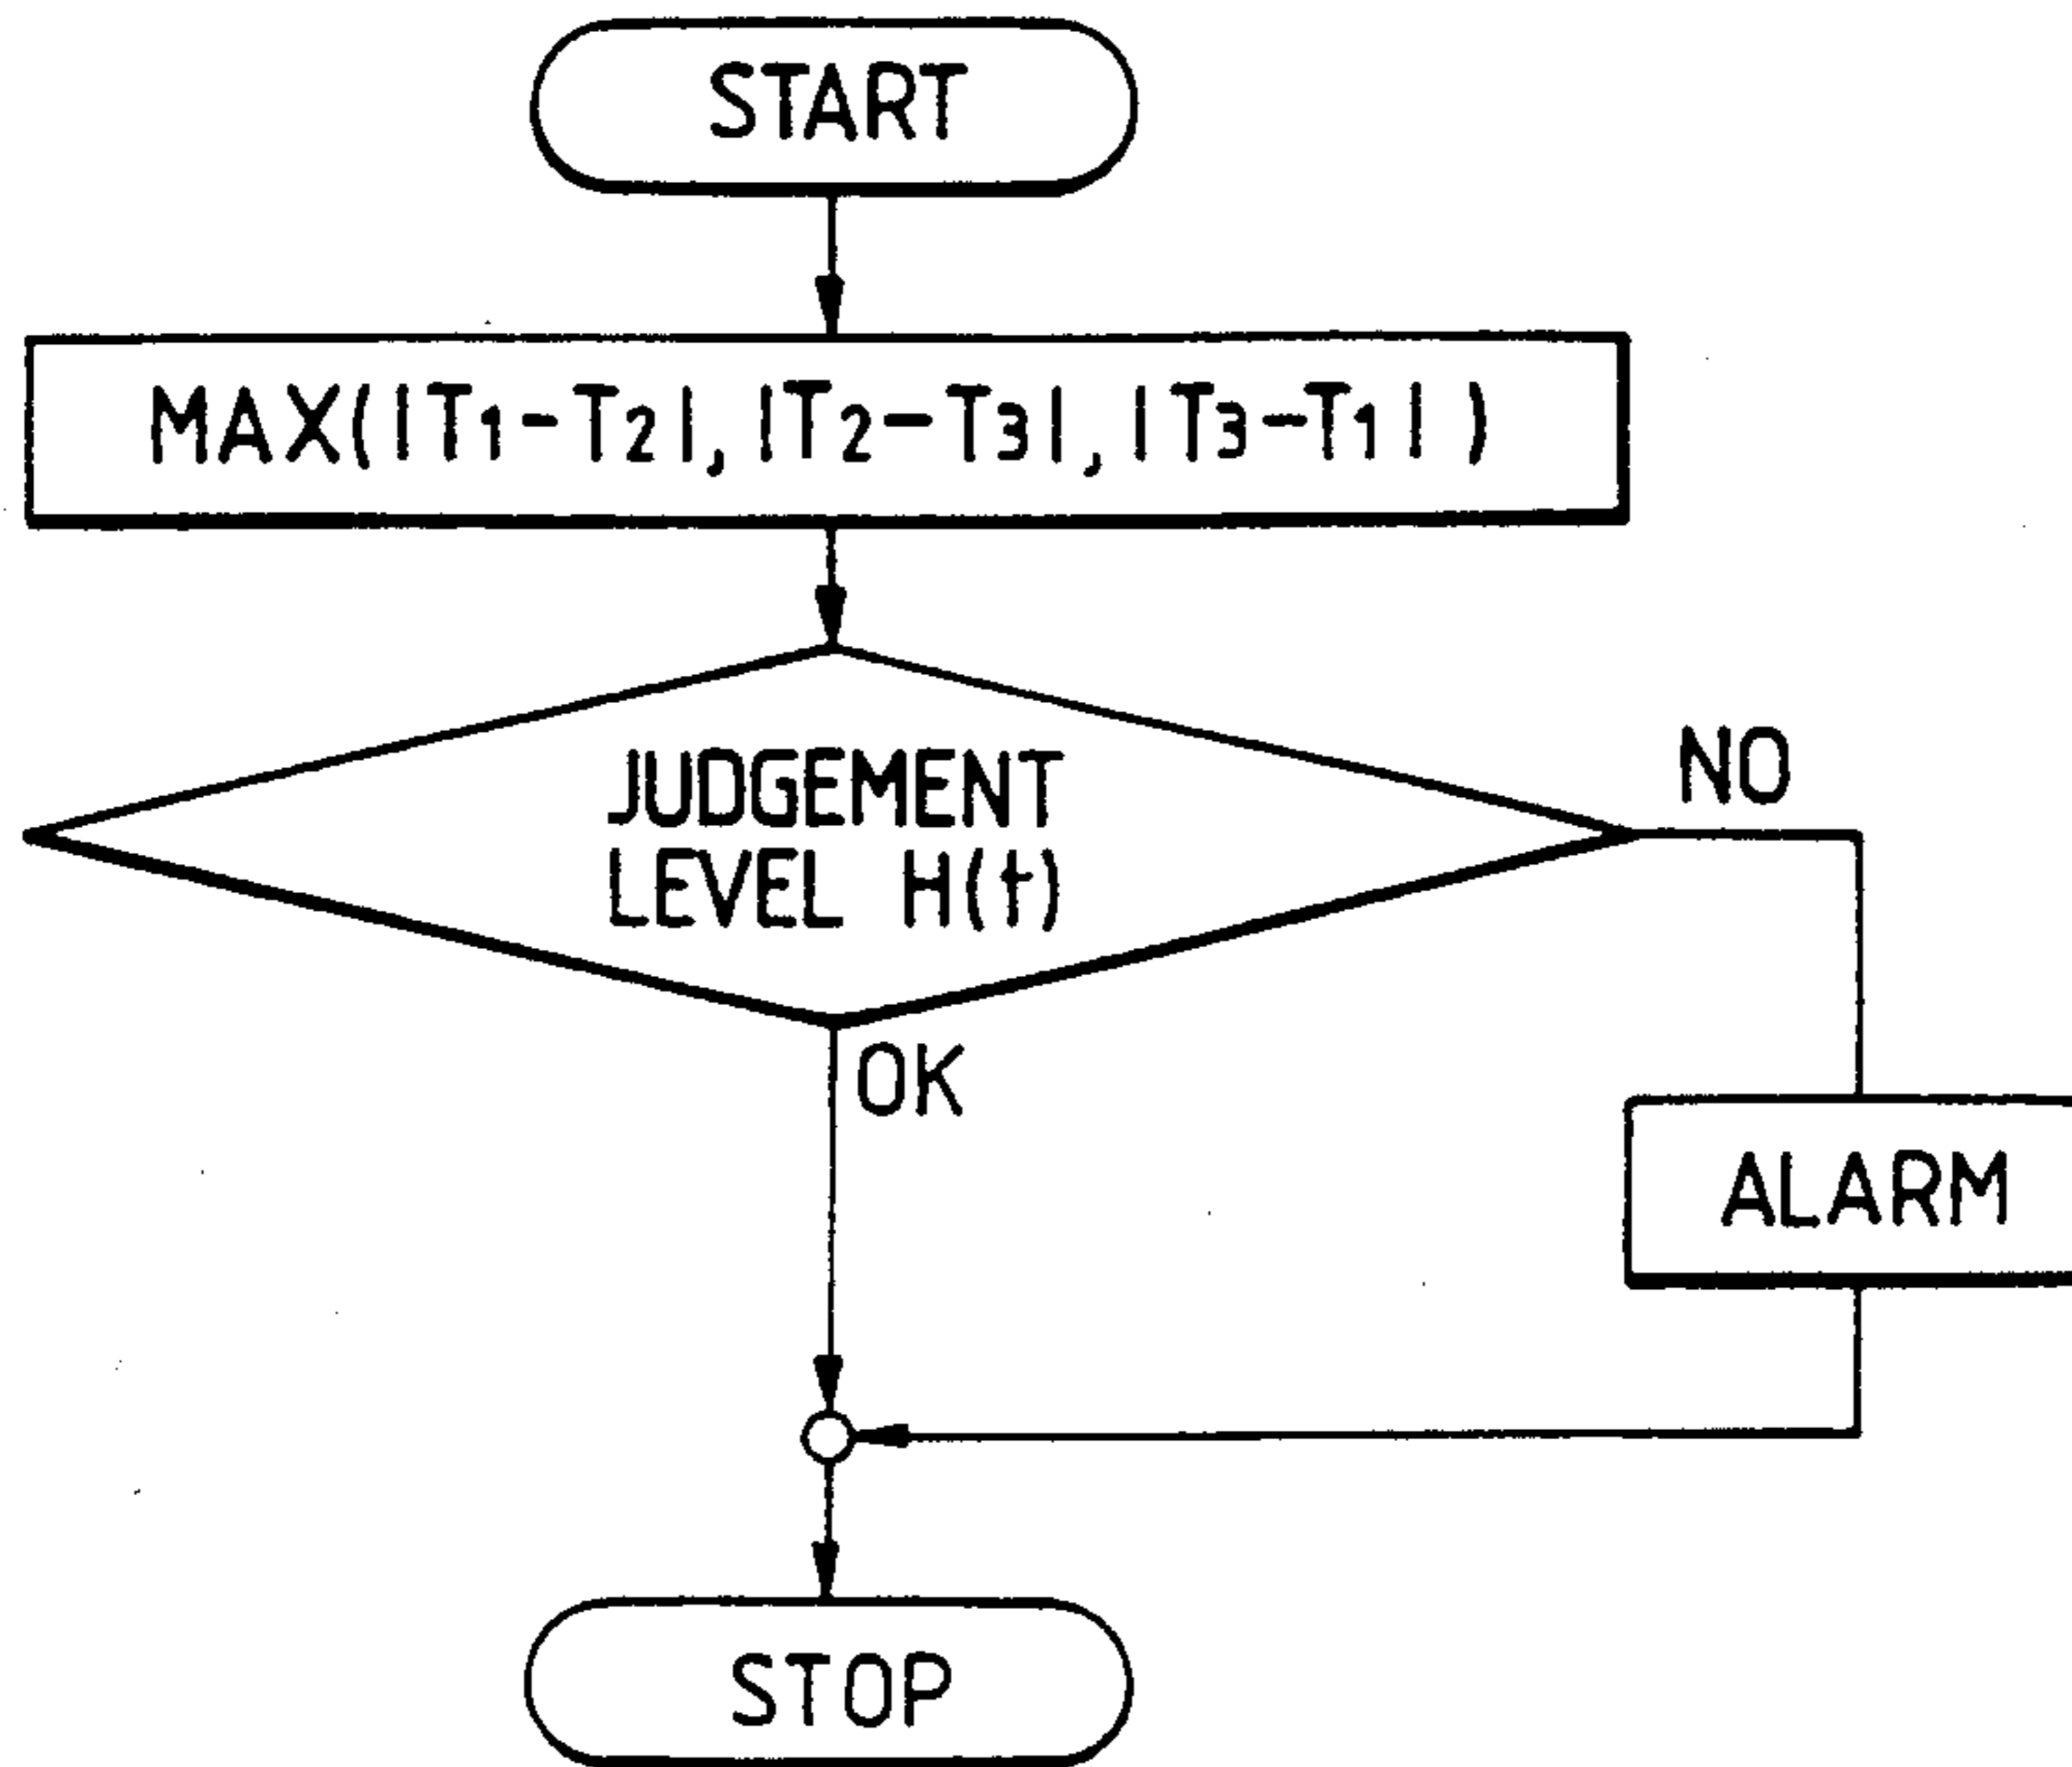 START
MAX(|T1-T2|, |T2-T3|, |T3-T1|)
JUDGEMENT
LEVEL H(t)
NO
OK
ALARM
STOP